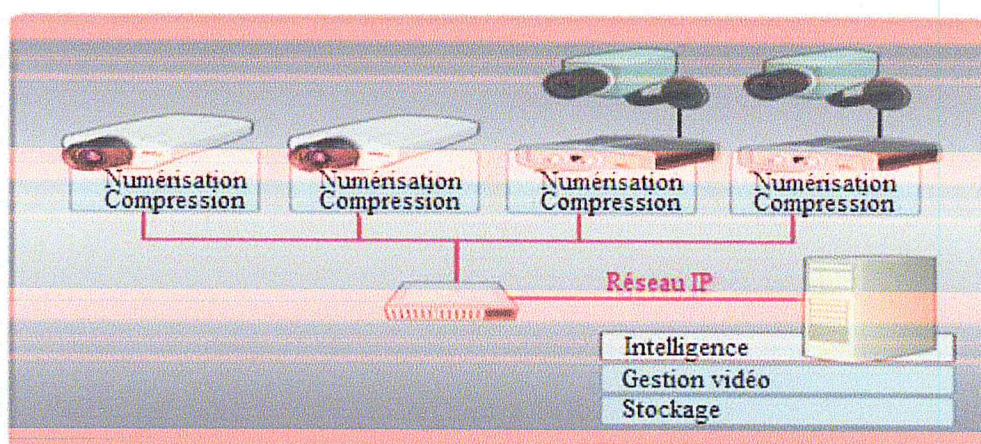 Numérisation
Compression
Numérisation
Compression
Numérisation
Compression
Numérisation
Compression
Réseau IP
Intelligence
Gestion vidéo
Stockage